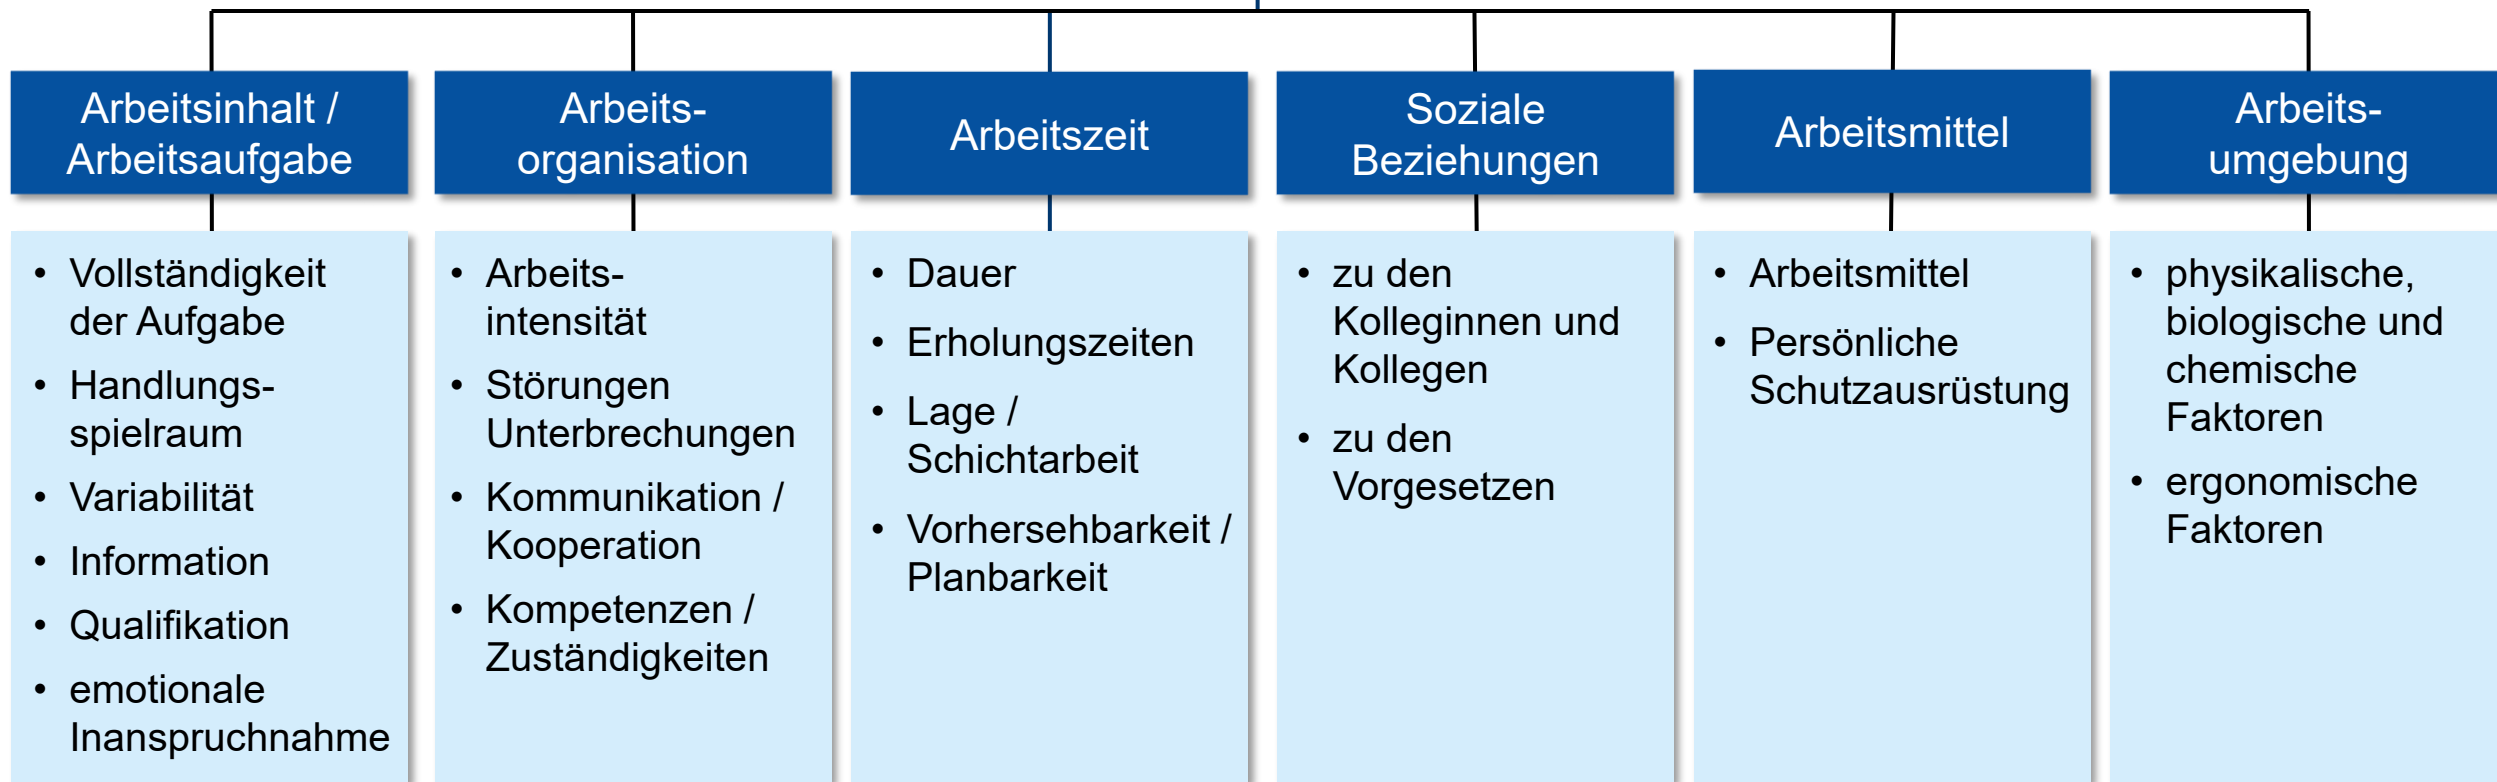 Arbeitsinhalt /
Arbeitsaufgabe
Arbeits-
organisation
Arbeitszeit
Soziale
Beziehungen
Arbeitsmittel
Arbeits-
umgebung
• Vollständigkeit
der Aufgabe
• Handlungs-
spielraum
• Variabilität
• Information
• Qualifikation
• emotionale
Inanspruchnahme
• Arbeits-
intensität
• Störungen
Unterbrechungen
• Kommunikation /
Kooperation
• Kompetenzen /
Zuständigkeiten
• Dauer
• Erholungszeiten
• Lage /
Schichtarbeit
• Vorhersehbarkeit /
Planbarkeit
• zu den
Kolleginnen und
Kollegen
• zu den
Vorgesetzen
• Arbeitsmittel
• Persönliche
Schutzausrüstung
• physikalische,
biologische und
chemische
Faktoren
• ergonomische
Faktoren